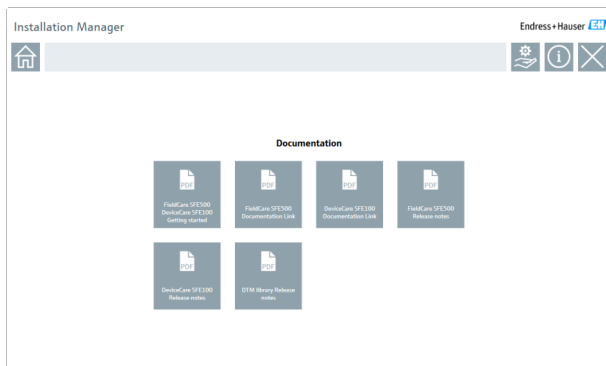 Installation Manager
Endress+Hauser EH
Documentation
PDF
FieldCare SFE500
DeviceCare SFE100
Getting started
PDF
FieldCare SFE500
Documentation Link
PDF
DeviceCare SFE100
Documentation Link
PDF
FieldCare SFE500
Release notes
PDF
DeviceCare SFE100
Release notes
PDF
DTM library Release
notes